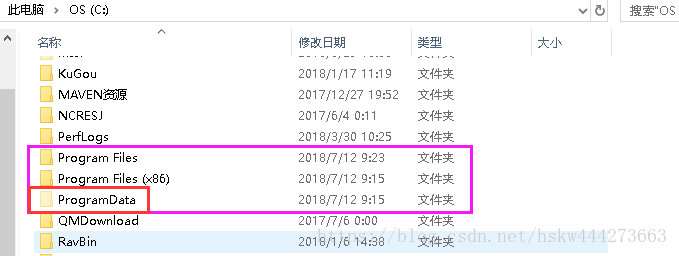 此电脑 › OS (C:) 搜索"OS
名称 修改日期 类型 大小
KuGou 2018/1/17 11:19 文件夹
MAVEN资源 2017/12/27 19:52 文件夹
NCRESJ 2017/6/4 0:11 文件夹
PerfLogs 2018/3/30 10:25 文件夹
Program Files 2018/7/12 9:23 文件夹
Program Files (x86) 2018/7/12 9:15 文件夹
ProgramData 2018/7/12 9:15 文件夹
QMDownload 2017/7/6 0:00 文件夹
RavBin 2018/1/6 14:38 文件夹
https://blog.csdn.net/hskw444273663